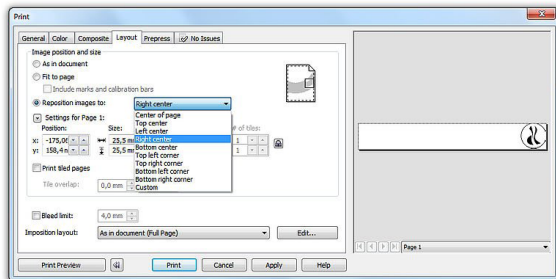 Print
General Color Composite Layout Prepress No Issues
Image position and size
As in document
Fit to page
Include marks and calibration bars
Reposition images to: Right center
Settings for Page 1:
Center of page
Top center
Left center
Right center
Bottom center
Top left corner
Top right corner
Bottom left corner
Bottom right corner
Custom
Position: Size: # of tiles:
x: -175,06 25,5 m 1
y: 158,4 n 25,5 m 1
Print tiled pages
Tile overlap: 0,0 mm
Bleed limit: 4,0 mm
Imposition layout: As in document (Full Page) Edit...
Page 1
Print Preview Print Cancel Apply Help